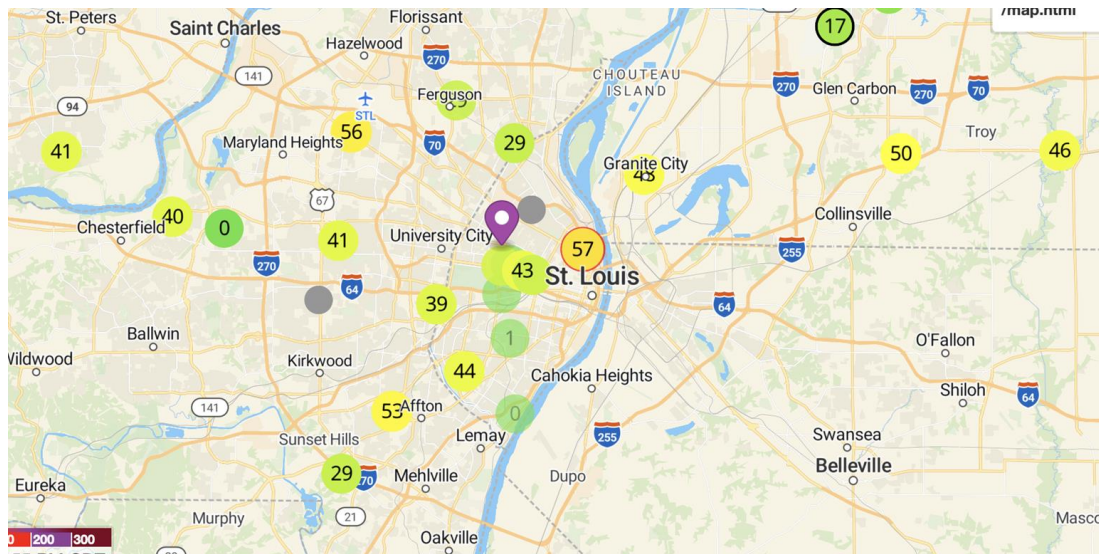 St. Peters
Saint Charles
Florissant
/map.html
17
Hazelwood
270
141
CHOUTEAU
ISLAND
94
Ferguson
STL
270
Glen Carbon
270
70
56
70
29
Troy
41
Maryland Heights
Granite City
43
50
46
67
40
Chesterfield
0
41
University City
57
Collinsville
255
270
64
43
St. Louis
39
64
Ballwin
1
O'Fallon
Wildwood
Kirkwood
44
Cahokia Heights
Shiloh
64
141
53
Affton
0
255
Sunset Hills
Lemay
Swansea
Belleville
29
70
Mehlville
Dupo
Eureka
Murphy
21
Masco
200
300
Oakville